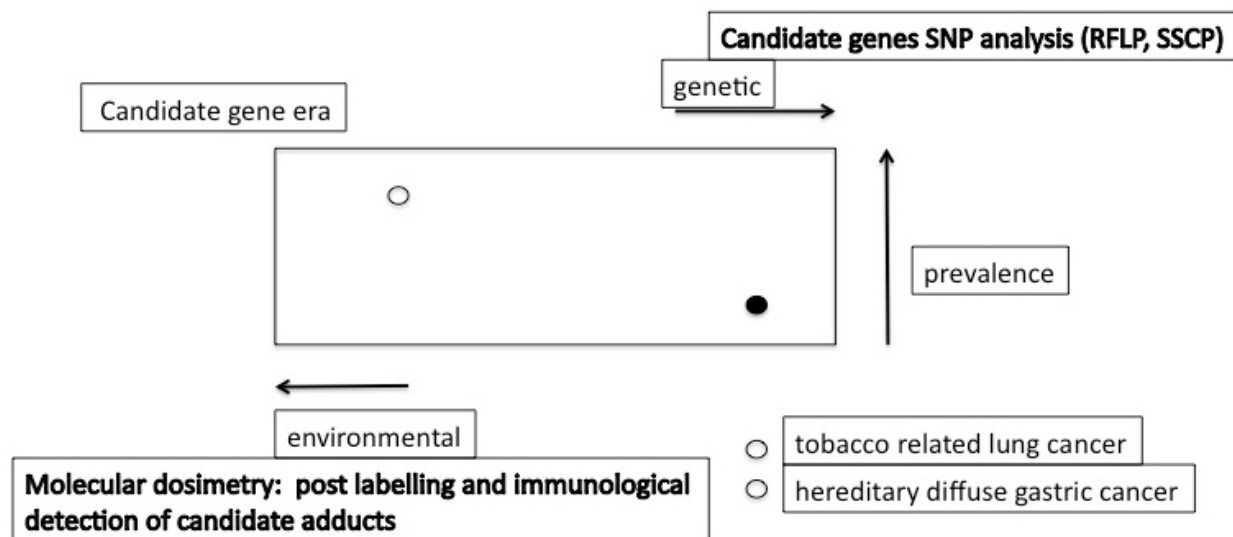 Candidate genes SNP analysis (RFLP, SSCP)
genetic
Candidate gene era
prevalence
environmental
tobacco related lung cancer
hereditary diffuse gastric cancer
Molecular dosimetry: post labelling and immunological
detection of candidate adducts